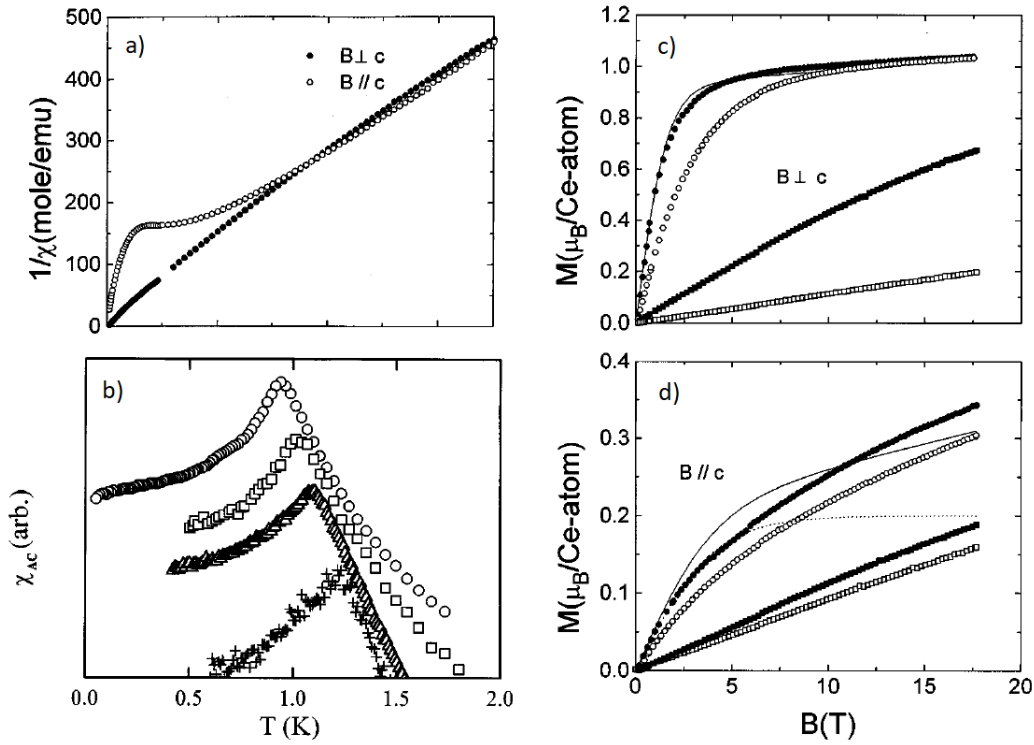 a)
1/χ(mole/emu)
500
400
300
200
100
0
B⊥c
B//c
b)
χAC(arb.)
0.0
0.5
1.0
1.5
2.0
T (K)
c)
M(μB/Ce-atom)
1.2
1.0
0.8
0.6
0.4
0.2
0.0
B⊥c
d)
M(μB/Ce-atom)
0.4
0.3
0.2
0.1
0.0
B//c
0
5
10
15
20
B(T)